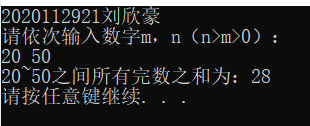 2020112921刘欣豪
请依次输入数字m，n（n>m>0）：
20 50
20~50之间所有完数之和为：28
请按任意键继续. . .